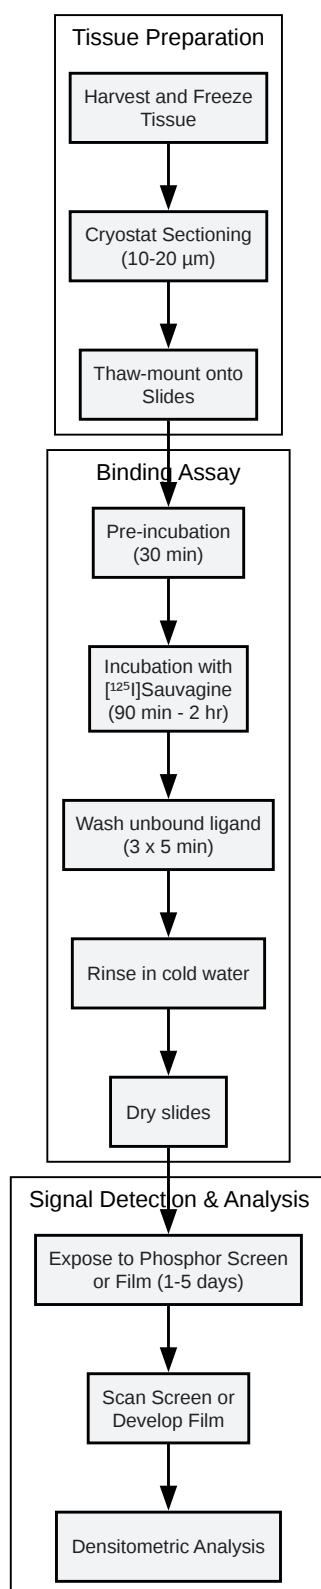 Tissue Preparation
Harvest and Freeze
Tissue
Cryostat Sectioning
(10-20 µm)
Thaw-mount onto
Slides
Binding Assay
Pre-incubation
(30 min)
Incubation with
[¹²⁵I]Sauvagine
(90 min - 2 hr)
Wash unbound ligand
(3 x 5 min)
Rinse in cold water
Dry slides
Signal Detection & Analysis
Expose to Phosphor Screen
or Film (1-5 days)
Scan Screen or
Develop Film
Densitometric Analysis